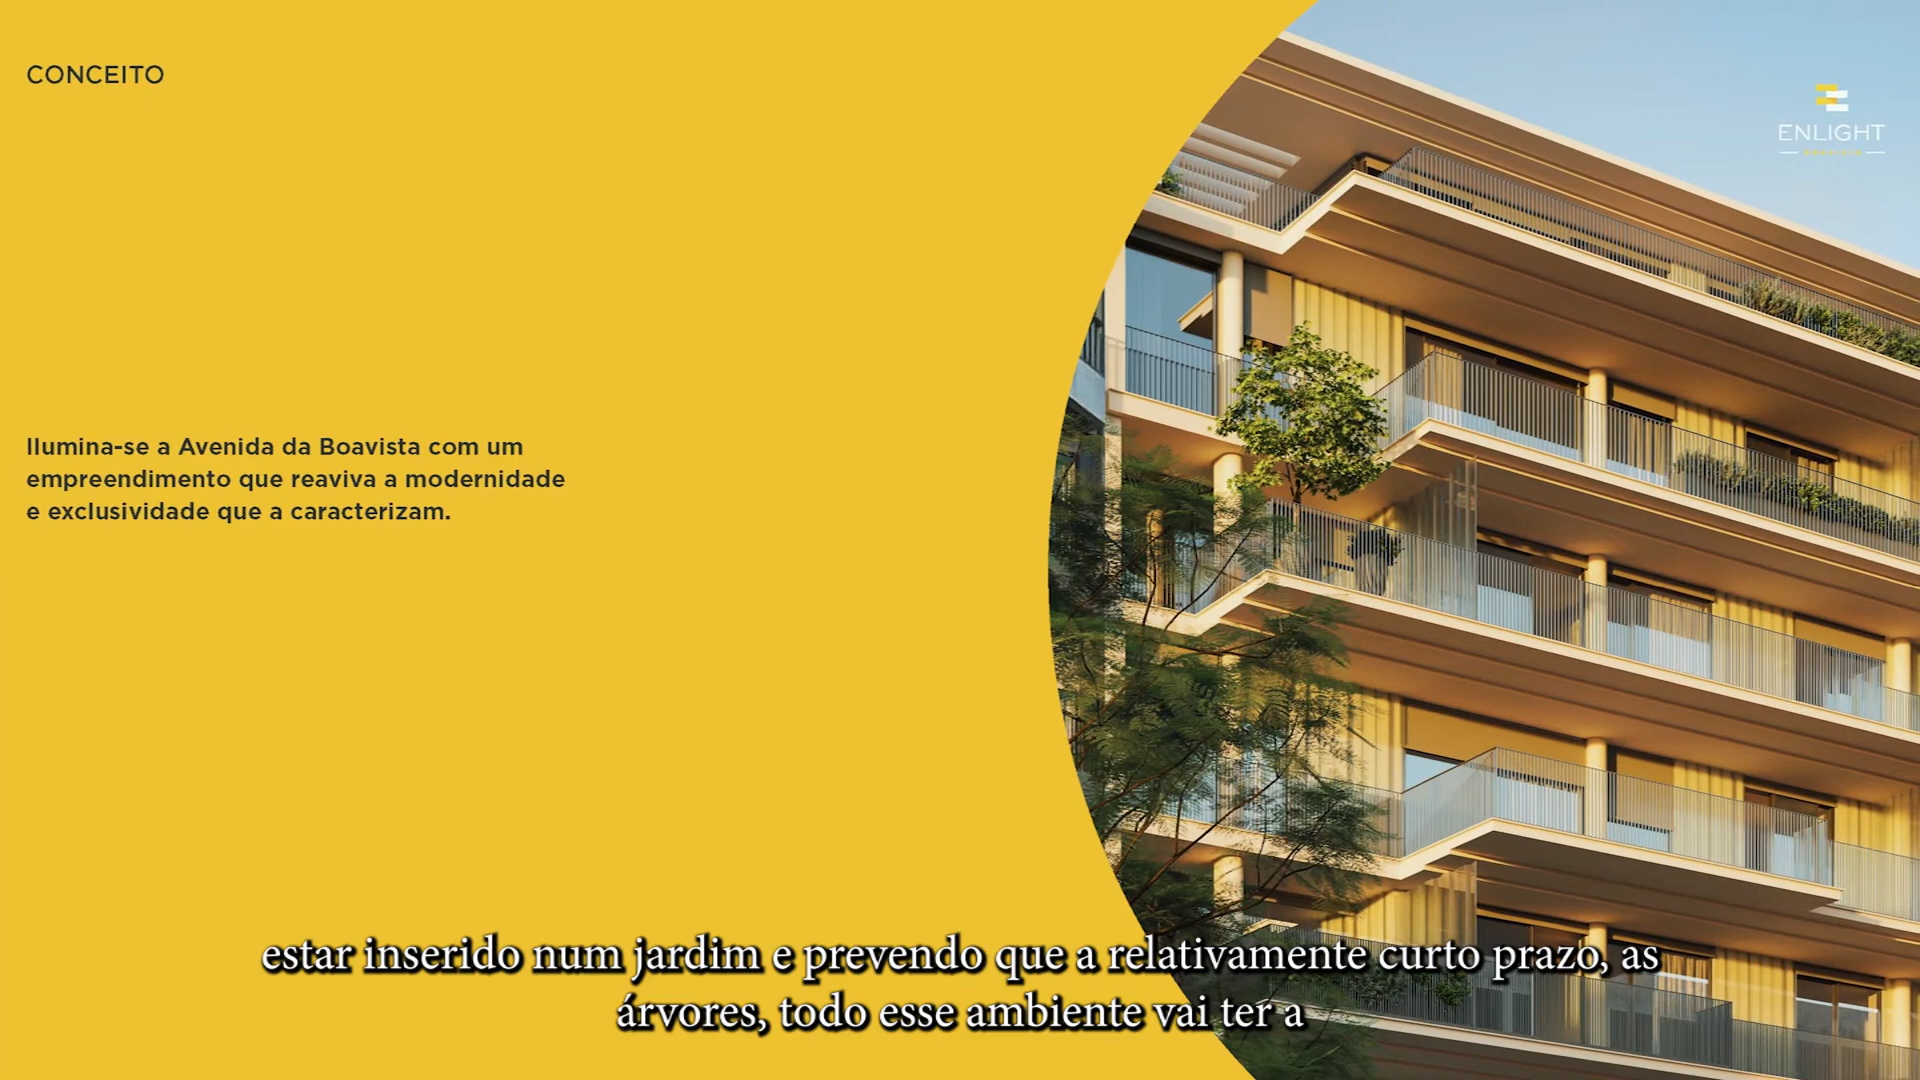 CONCEITO
ENLIGHT
Ilumina-se a Avenida da Boavista com um
empreendimento que reaviva a modernidade
e exclusividade que a caracterizam.
estar inserido num jardim e prevendo que a relativamente curto prazo, as
árvores, todo esse ambiente vai ter a